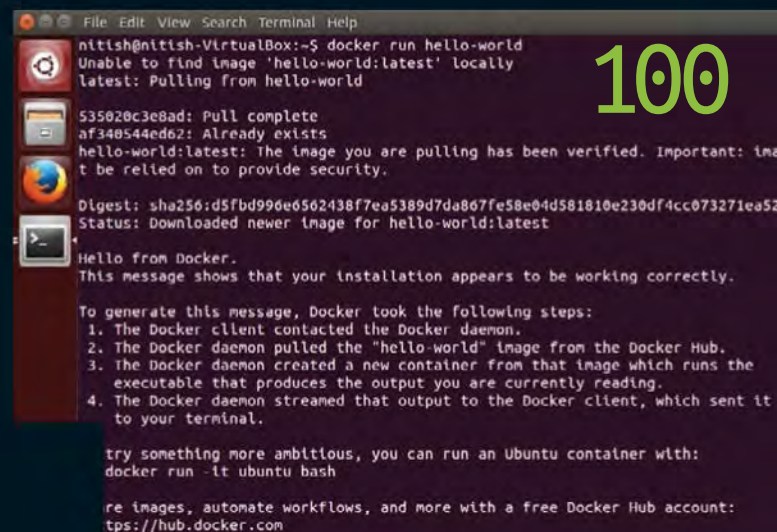 File Edit View Search Terminal Help
nitish@nitish-VirtualBox:~$ docker run hello-world
Unable to find image 'hello-world:latest' locally
latest: Pulling from hello-world
100
535020c3e8ad: Pull complete
af340544ed62: Already exists
hello-world:latest: The image you are pulling has been verified. Important: ima
t be relied on to provide security.
Digest: sha256:d5fbd996e6562438f7ea5389d7da867fe58e04d581810e230df4cc073271ea52
Status: Downloaded newer image for hello-world:latest
Hello from Docker.
This message shows that your installation appears to be working correctly.
To generate this message, Docker took the following steps:
1. The Docker client contacted the Docker daemon.
2. The Docker daemon pulled the "hello-world" image from the Docker Hub.
3. The Docker daemon created a new container from that image which runs the
executable that produces the output you are currently reading.
4. The Docker daemon streamed that output to the Docker client, which sent it
to your terminal.
try something more ambitious, you can run an Ubuntu container with:
docker run -it ubuntu bash
re images, automate workflows, and more with a free Docker Hub account:
tps://hub.docker.com